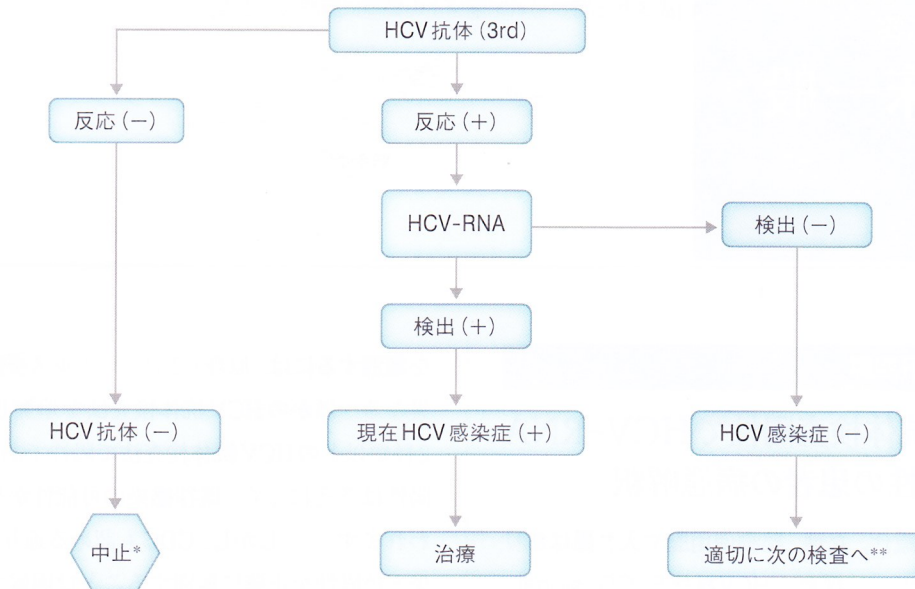 HCV抗体(3rd)
反応(−)
反応(+)
HCV-RNA
検出(−)
検出(+)
HCV抗体(−)
現在HCV感染症(+)
HCV感染症(−)
中止*
治療
適切に次の検査へ**